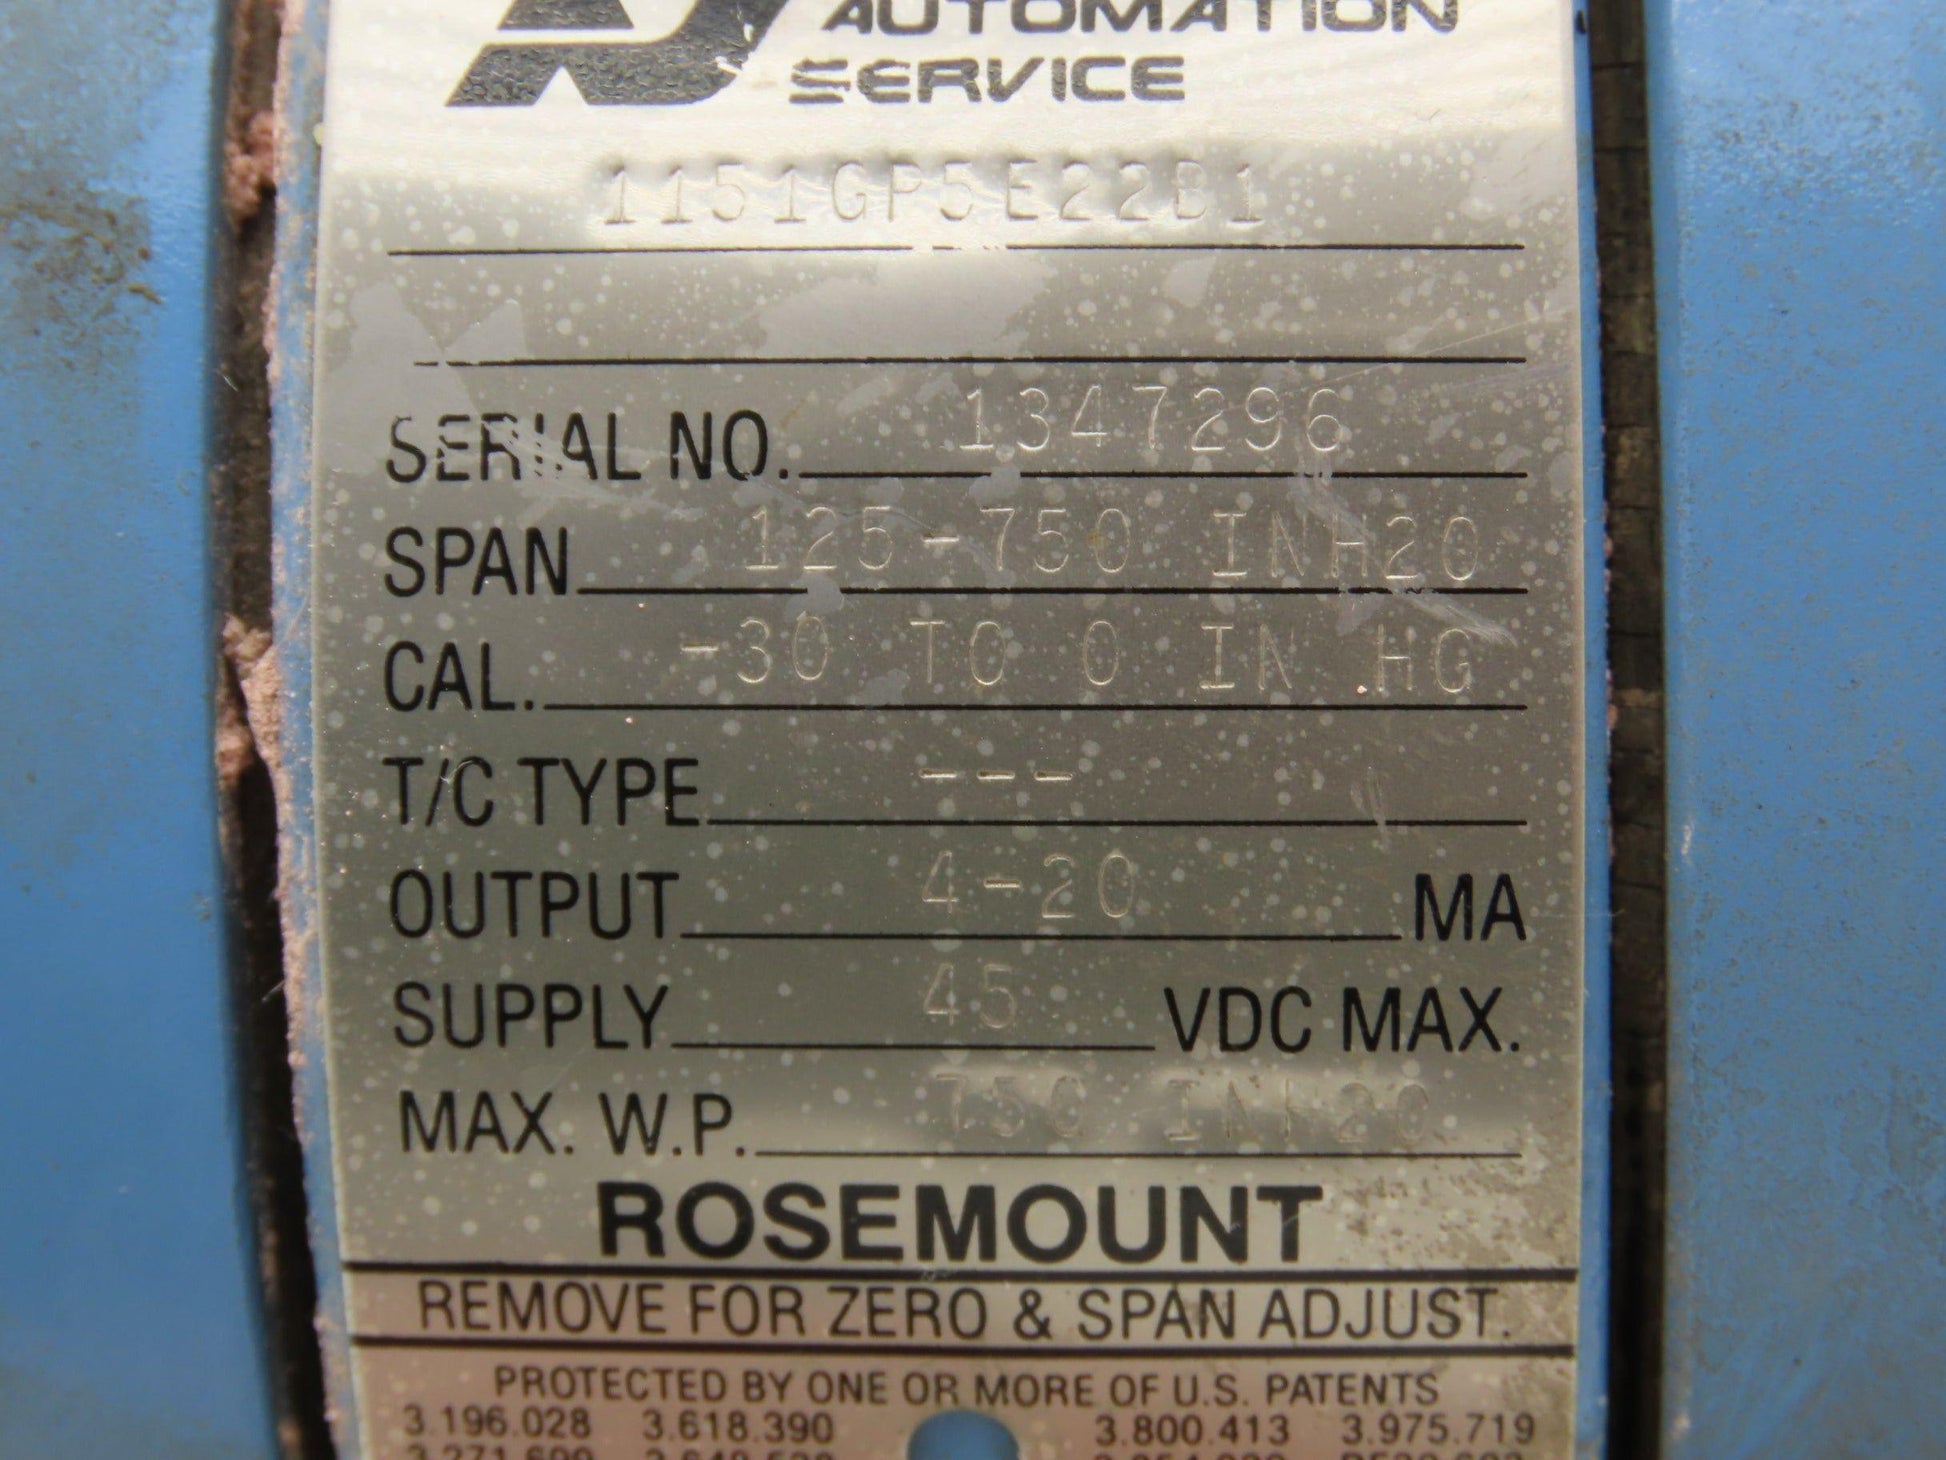 AUTOMATION
SERVICE
1151GP5E22B1
SERIAL NO. 1347296
SPAN 125-750 INH20
CAL. -30 TO 0 IN HG
T/C TYPE ---
OUTPUT 4-20 MA
SUPPLY 45 VDC MAX.
MAX. W.P. 750 INH20
ROSEMOUNT
REMOVE FOR ZERO & SPAN ADJUST.
PROTECTED BY ONE OR MORE OF U.S. PATENTS
3.196.028 3.618.390 3.800.413 3.975.719